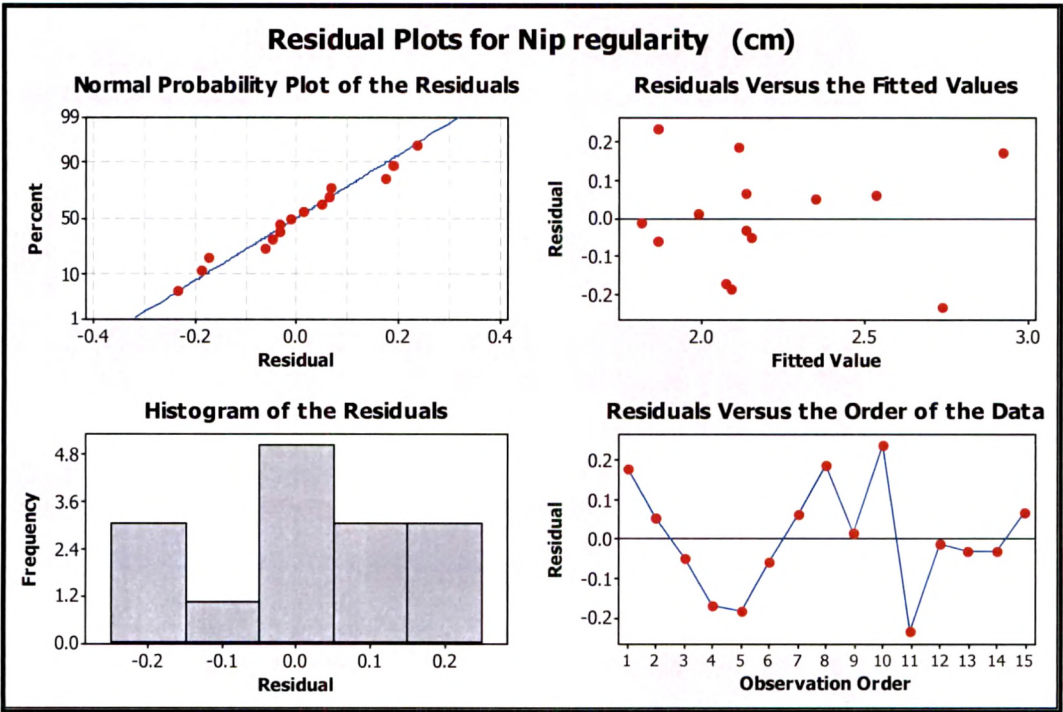 Residual Plots for Nip regularity (cm)
Normal Probability Plot of the Residuals
99
90
50
10
1
Percent
-0.4 -0.2 0.0 0.2 0.4
Residual
Residuals Versus the Fitted Values
0.2
0.1
0.0
-0.1
-0.2
Residual
2.0 2.5 3.0
Fitted Value
Histogram of the Residuals
4.8
3.6
2.4
1.2
0.0
Frequency
-0.2 -0.1 0.0 0.1 0.2
Residual
Residuals Versus the Order of the Data
0.2
0.1
0.0
-0.1
-0.2
Residual
1 2 3 4 5 6 7 8 9 10 11 12 13 14 15
Observation Order